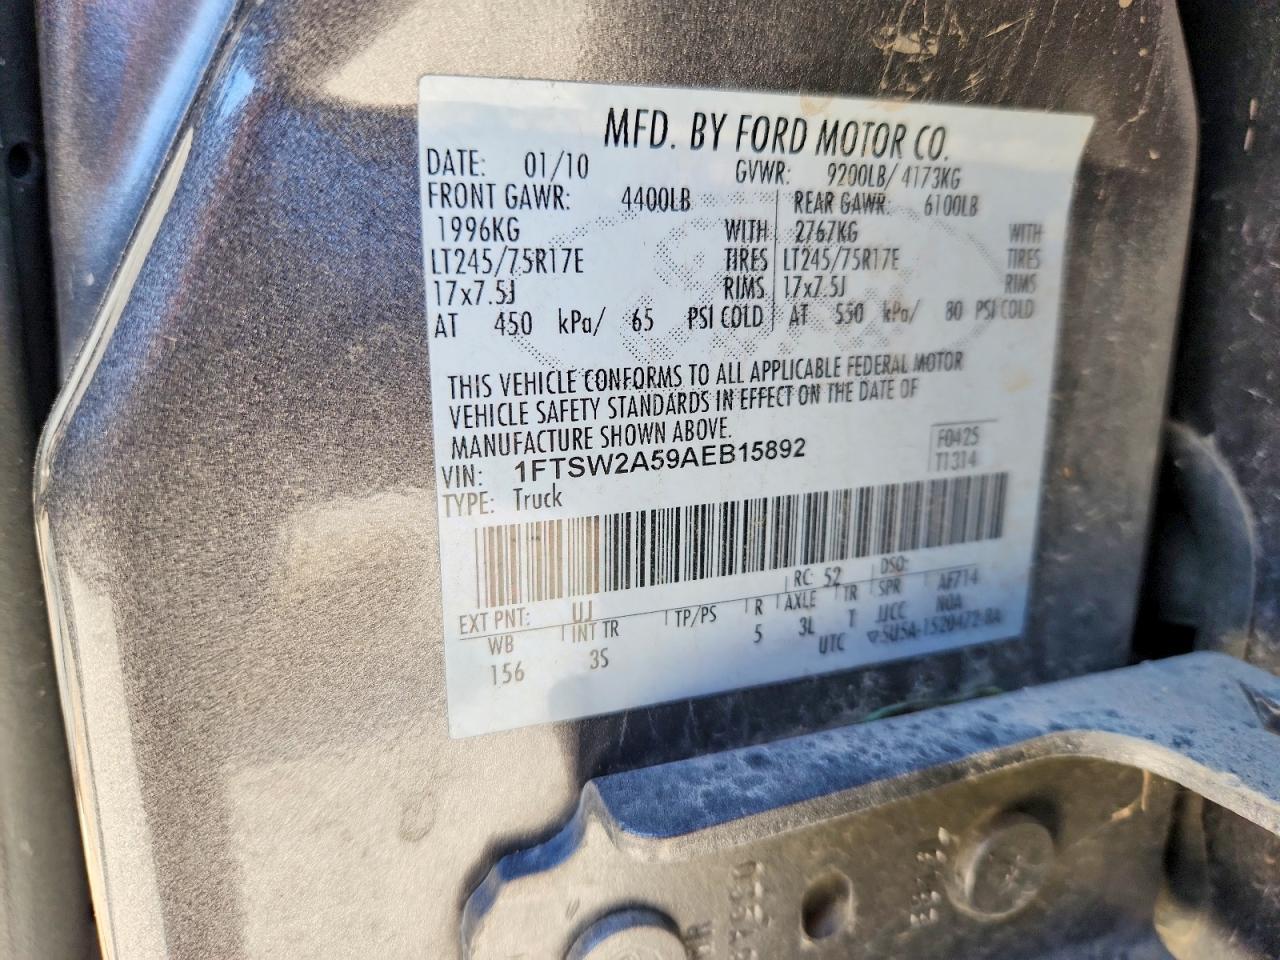 MFD. BY FORD MOTOR CO.
DATE: 01/10 GVWR: 9200LB/ 4173KG
FRONT GAWR: 4400LB REAR GAWR: 6100LB
1996KG WITH 2767KG WITH
LT245/75R17E TIRES LT245/75R17E TIRES
17x7.5J RIMS 17x7.5J RIMS
AT 450 kPa/ 65 PSI COLD AT 550 kPa/ 80 PSI COLD
THIS VEHICLE CONFORMS TO ALL APPLICABLE FEDERAL MOTOR
VEHICLE SAFETY STANDARDS IN EFFECT ON THE DATE OF
MANUFACTURE SHOWN ABOVE.
VIN: 1FTSW2A59AEB15892 F0425
TYPE: Truck T1314
RC: 52 DSO:
EXT PNT: UJ AF714
WB INT TR TP/PS R AXLE TR SPR NOA
156 3S 5 3L T JJCC
UTC 5U5A-1520472-BA